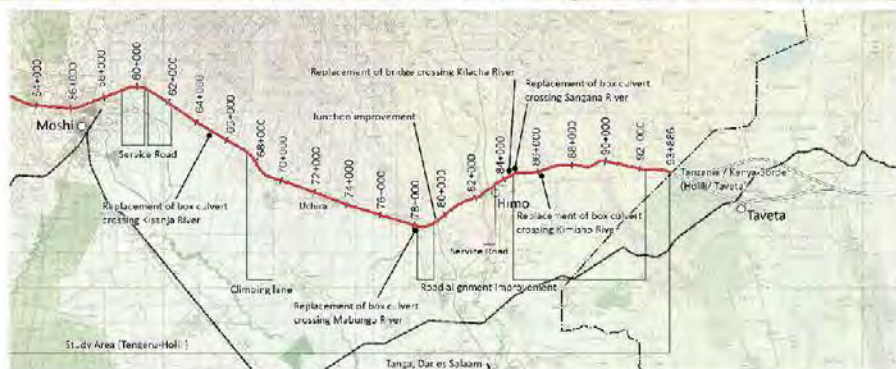 54+000
56+000
58+000
60+000
62+000
64+000
66+000
68+000
70+000
72+000
74+000
76+000
78+000
80+000
82+000
84+000
86+000
88+000
90+000
92+000
93+886
Replacement of bridge crossing Kilacha River
Replacement of box culvert
crossing Sangana River
Junction improvement
Moshi
Service Road
Replacement of box culvert
crossing Kisanja River
Uchira
Himo
Tanzania / Kenya Borde
(Holili/ Taveta)
Taveta
Replacement of box culvert
crossing Kimisho River
Service Road
Climbing lane
Road alignment improvement
Replacement of box culvert
crossing Mabungo River
Study Area (Tengeru-Holili)
Tanga, Dar es Salaam